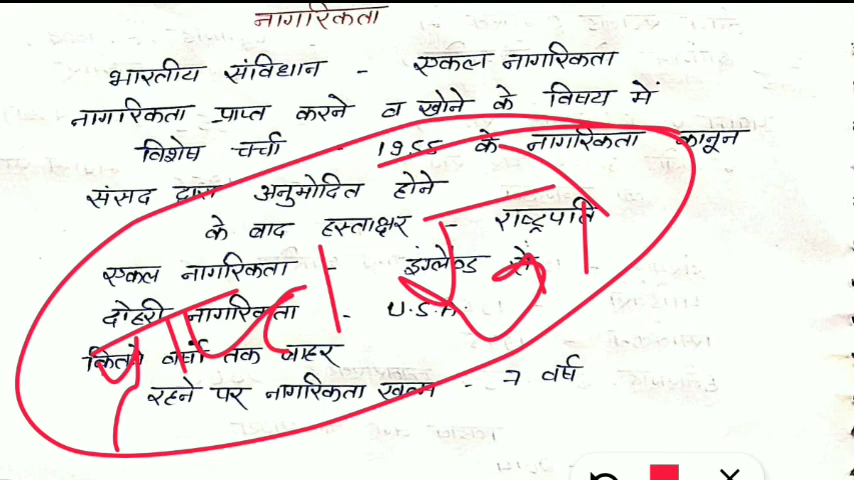 नागरिकता
भारतीय संविधान - एकल नागरिकता
नागरिकता प्राप्त करने व खोने के विषय में
विशेष चर्चा - 1955 के नागरिकता कानून
संसद द्वारा अनुमोदित होने
के बाद हस्ताक्षर - राष्ट्रपति
एकल नागरिकता - इंग्लैण्ड से
दोहरी नागरिकता - U.S.A.
कितने वर्षों तक बाहर
रहने पर नागरिकता खत्म - 7 वर्ष